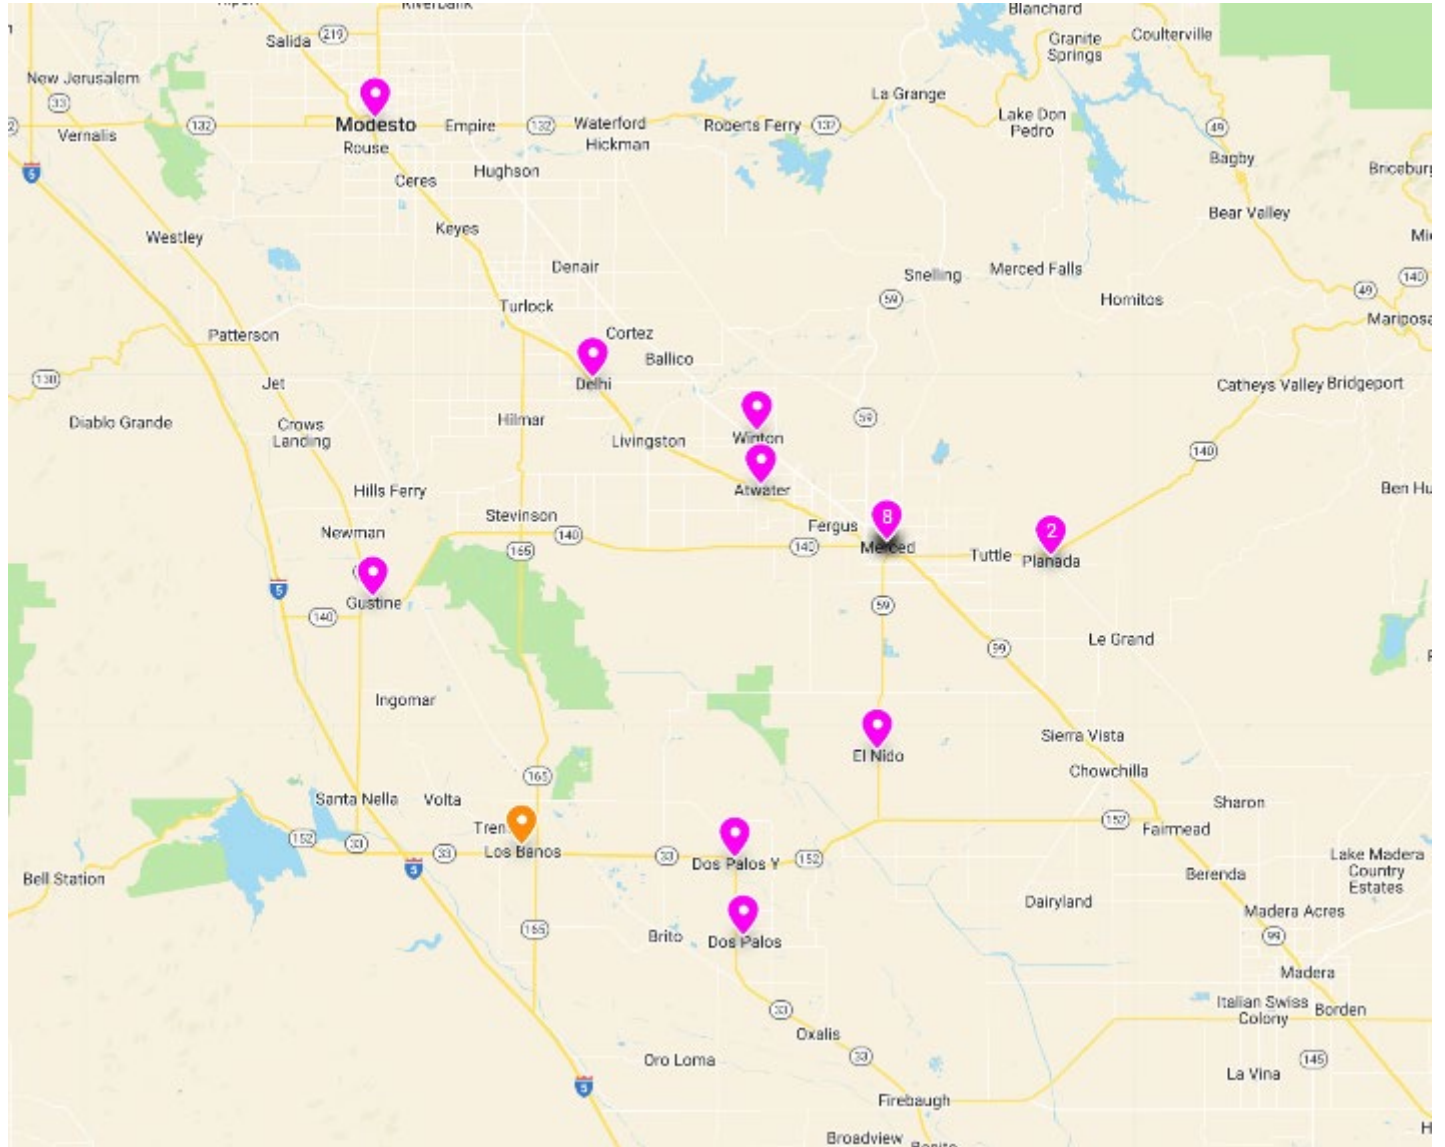 Riverbank
Blanchard
Salida
219
Granite
Springs
Coulterville
New Jerusalem
33
La Grange
Lake Don
Pedro
132
Modesto
Empire
132
Waterford
Roberts Ferry
132
49
Vernalis
Rouse
Hickman
Bagby
5
Ceres
Hughson
Bear Valley
Westley
Keyes
Denair
Snelling
Merced Falls
140
Turlock
59
Hornitos
49
Patterson
Cortez
Mariposa
Ballico
130
Jet
Delhi
Catheys Valley
Bridgeport
Diablo Grande
Crows
Landing
Hilmar
Livingston
Winton
59
140
Hills Ferry
Atwater
Newman
Stevinson
165
140
Fergus
140
8
Merced
Tuttle
2
Planada
5
Gustine
140
59
99
Le Grand
Ingomar
El Nido
Sierra Vista
Chowchilla
165
Santa Nella
Volta
Sharon
152
33
33
Los Banos
33
Dos Palos Y
152
152
Fairmead
Bell Station
5
Berenda
Lake Madera
Country
Estates
Dairyland
Madera Acres
165
Brito
Dos Palos
99
Madera
33
Italian Swiss
Colony
Borden
Oxalis
33
Oro Loma
145
La Vina
5
Firebaugh
Broadview